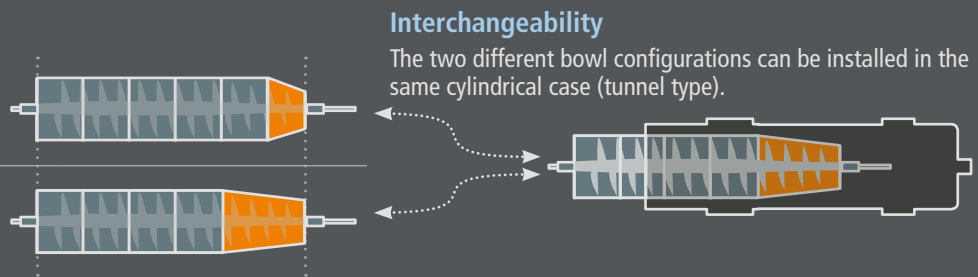 Interchangeability
The two different bowl configurations can be installed in the
same cylindrical case (tunnel type).